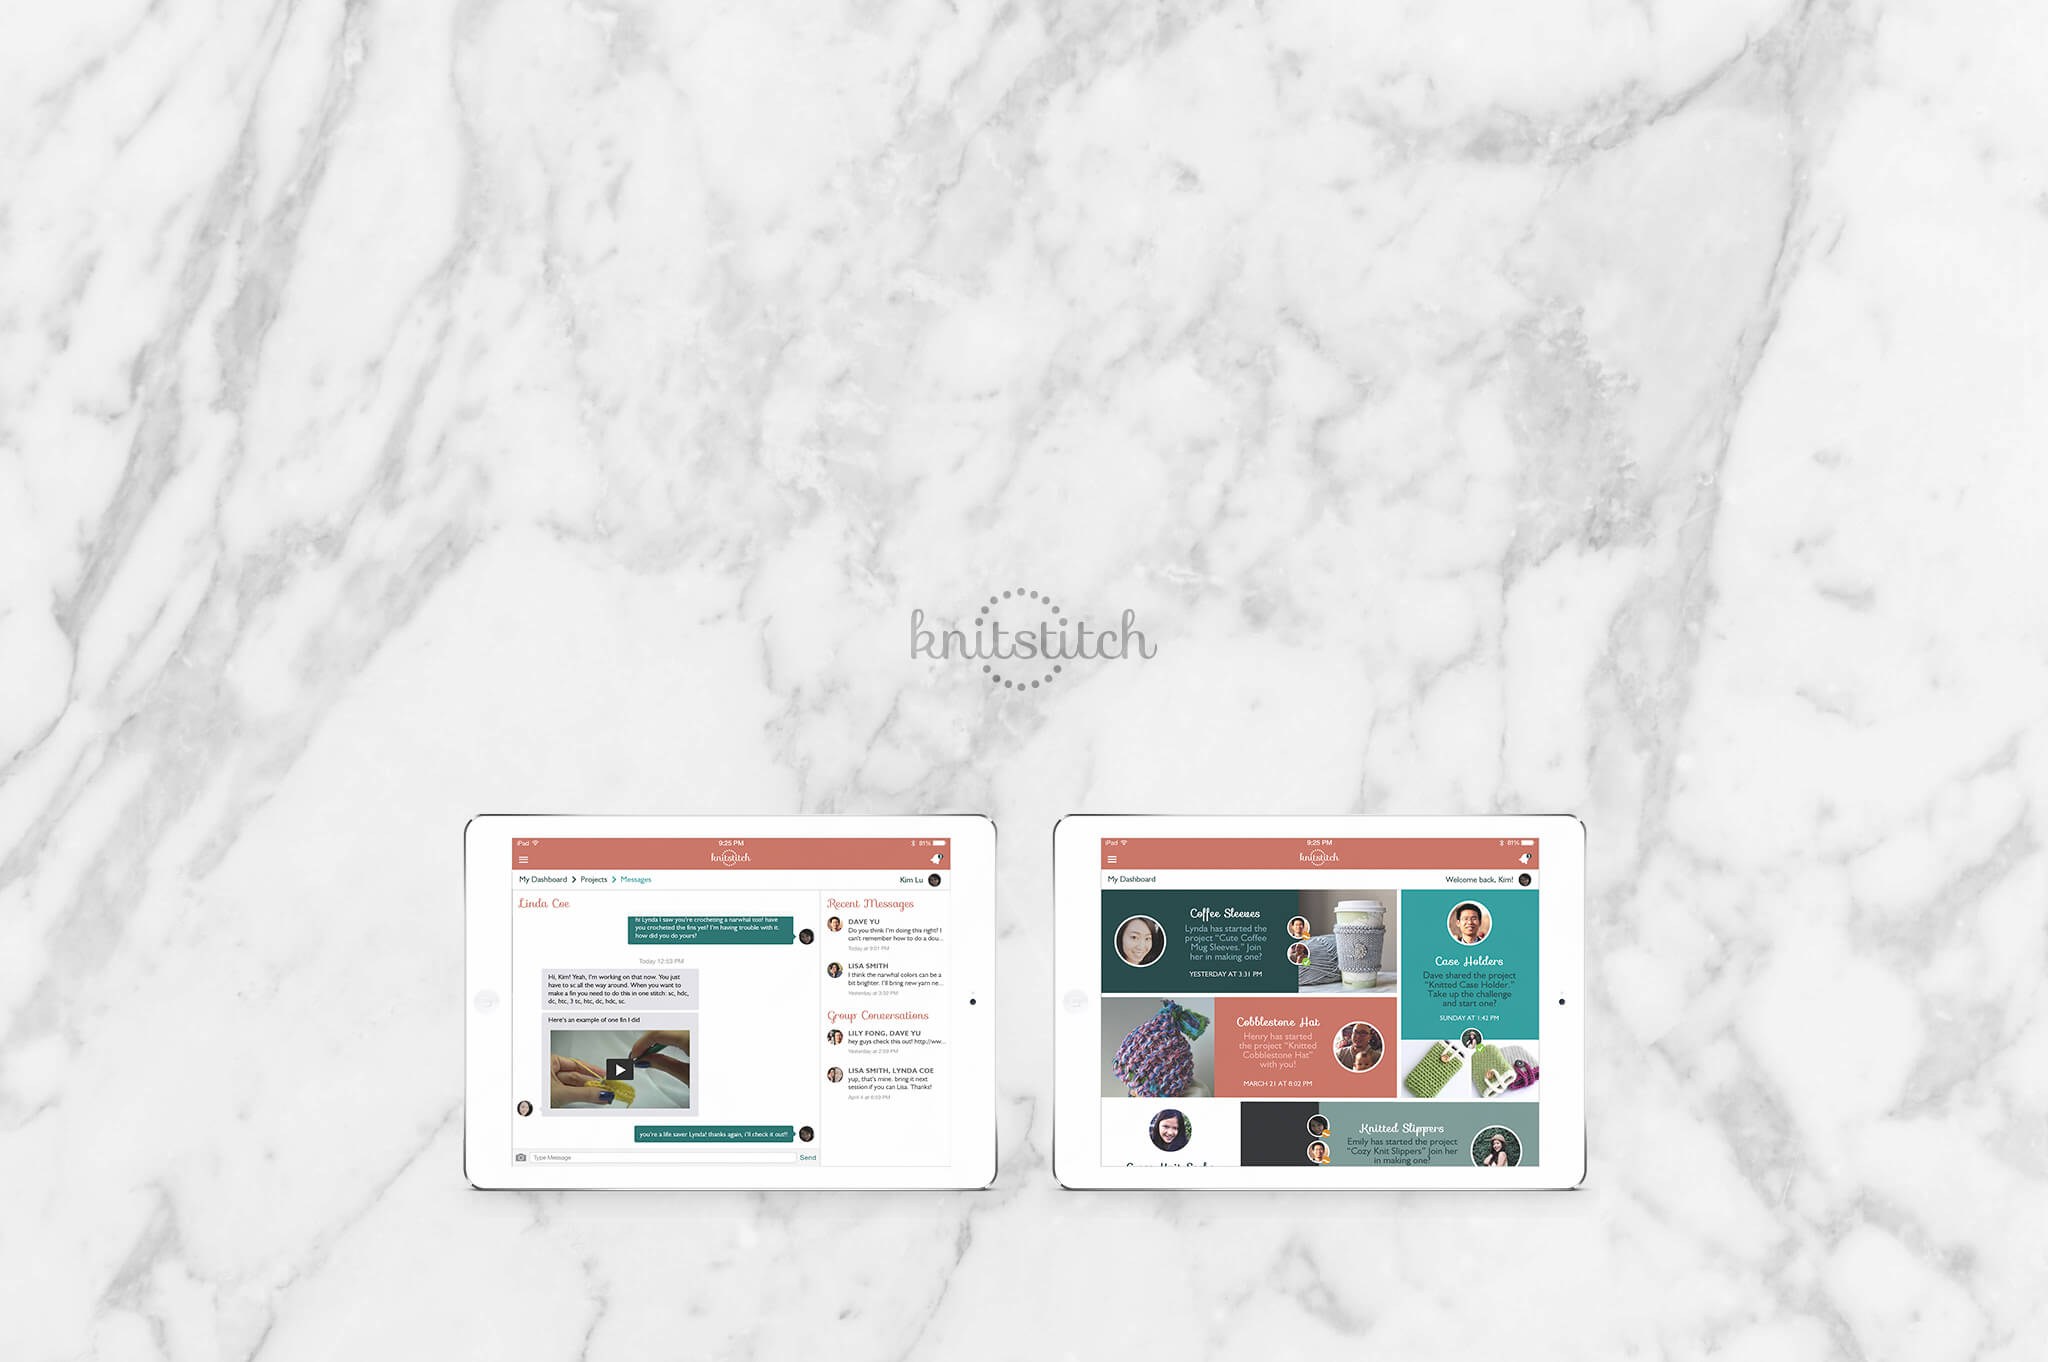 knitstitch
iPad
9:25 PM
81%
knitstitch
My Dashboard
Projects
Messages
Kim Lu
Linda Coe
hi Lynda I saw you're crocheting a narwhal too! have
you crocheted the fins yet? I'm having trouble with it.
how did you do yours?
Today 12:53 PM
Hi, Kim! Yeah, I'm working on that now. You just
have to sc all the way around. When you want to
make a fin you need to do this in one stitch: sc, hdc,
dc, htc, 3 tc, htc, dc, hdc, sc.
Here's an example of one fin I did
you're a life saver Lynda! thanks again, i'll check it out!!
Type Message
Send
Recent Messages
DAVE YU
Do you think I'm doing this right? I
can't remember how to do a dou...
Today at 9:01 PM
LISA SMITH
I think the narwhal colors can be a
bit brighter. I'll bring new yarn ne...
Yesterday at 3:32 PM
Group Conversations
LILY FONG, DAVE YU
hey guys check this out! http://ww...
Yesterday at 2:59 PM
LISA SMITH, LYNDA COE
yup, that's mine. bring it next
session if you can Lisa. Thanks!
April 4 at 6:59 PM
iPad
9:25 PM
81%
knitstitch
My Dashboard
Welcome back, Kim!
Coffee Sleeves
Lynda has started the
project "Cute Coffee
Mug Sleeves." Join
her in making one?
YESTERDAY AT 3:31 PM
Case Holders
Dave shared the project
"Knitted Case Holder."
Take up the challenge
and start one?
SUNDAY AT 1:42 PM
Cobblestone Hat
Henry has started
the project "Knitted
Cobblestone Hat"
with you!
MARCH 21 AT 8:02 PM
Knitted Slippers
Emily has started the project
"Cozy Knit Slippers" Join her
in making one?